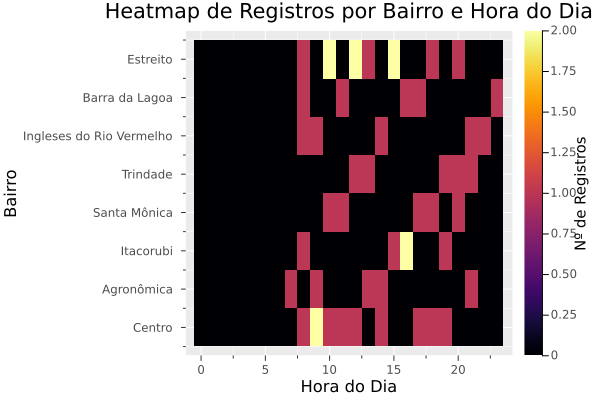 Heatmap de Registros por Bairro e Hora do Dia
Bairro
Estreito
Barra da Lagoa
Ingleses do Rio Vermelho
Trindade
Santa Mônica
Itacorubi
Agronômica
Centro
0 5 10 15 20
Hora do Dia
2.00
1.75
1.50
1.25
1.00
0.75
0.50
0.25
0
Nº de Registros